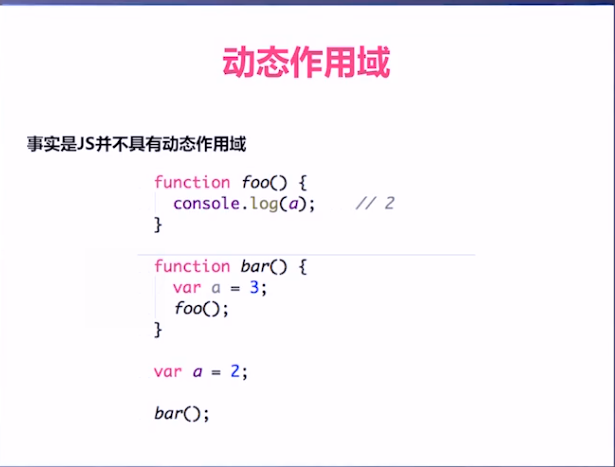 动态作用域
事实是JS并不具有动态作用域
function foo() {
console.log(a); // 2
}
function bar() {
var a = 3;
foo();
}
var a = 2;
bar();